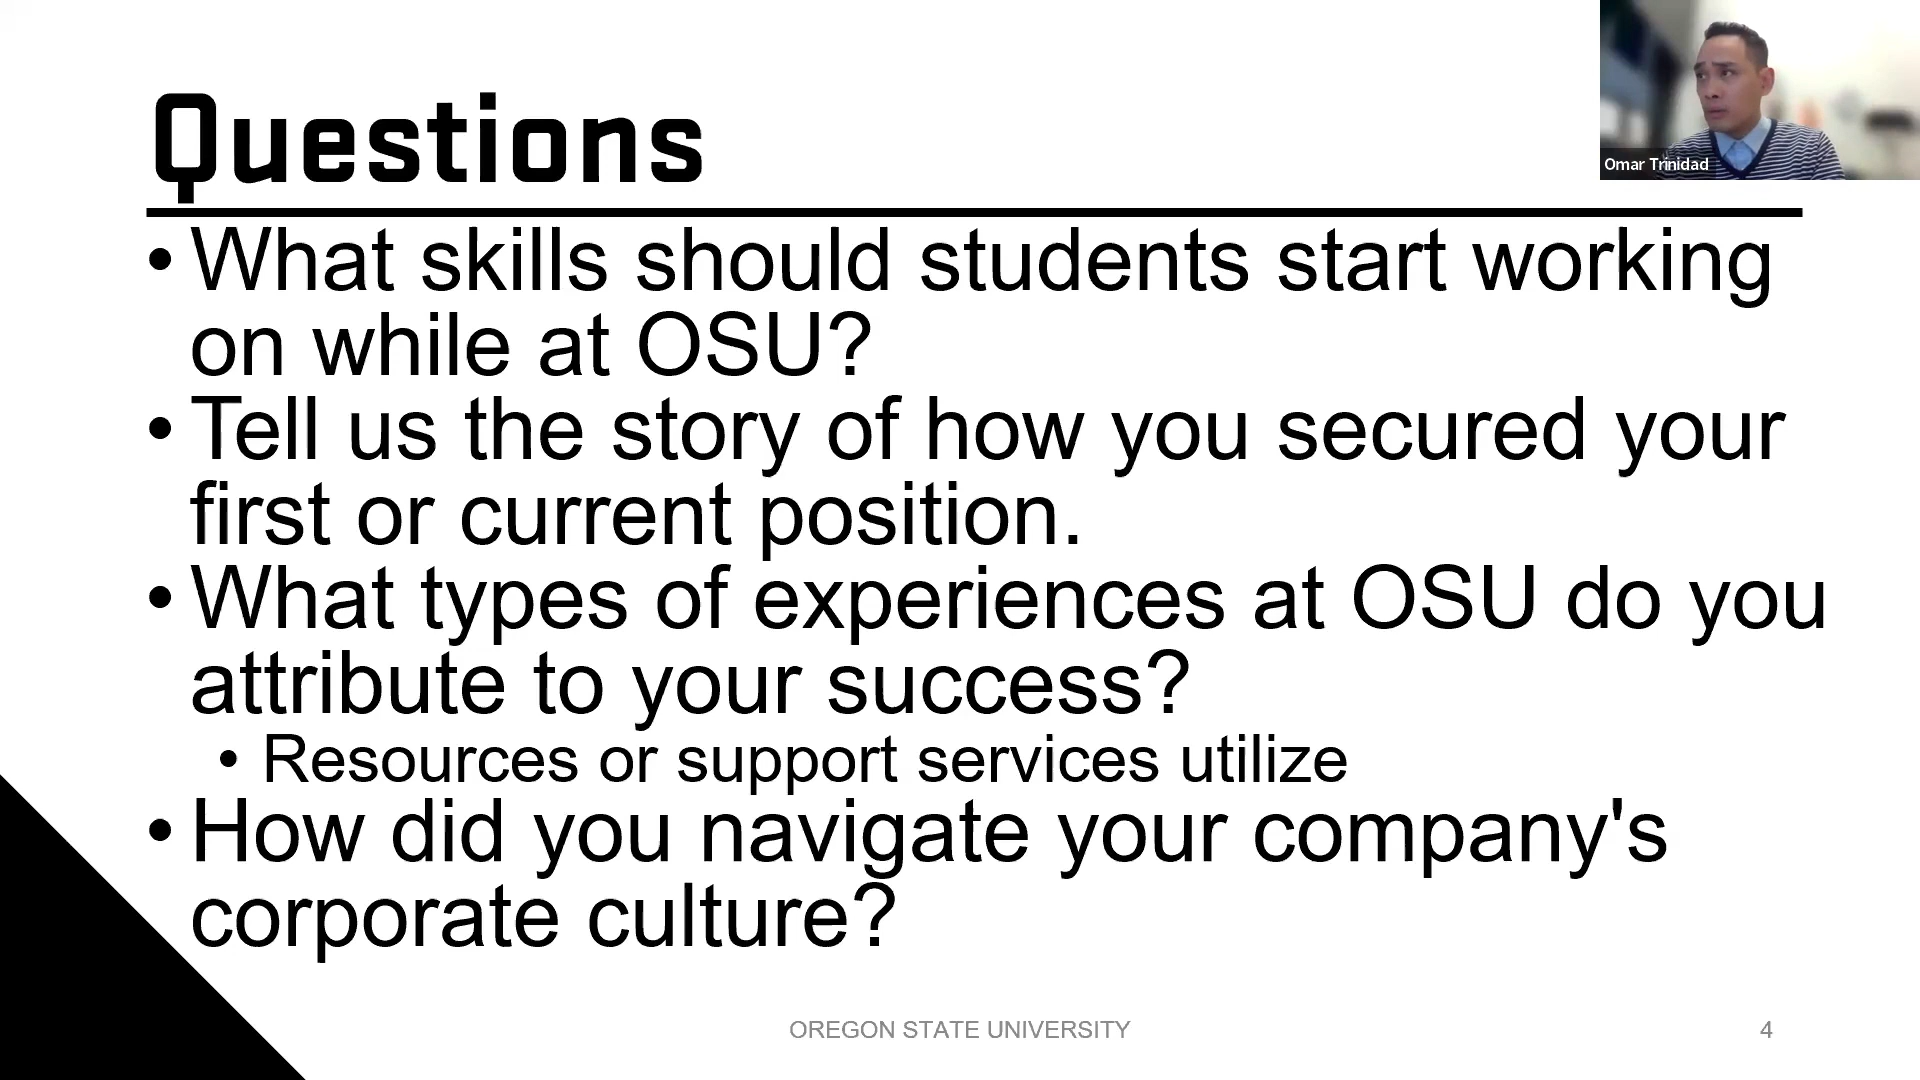 Questions
Omar Trinidad
• What skills should students start working
on while at OSU?
• Tell us the story of how you secured your
first or current position.
• What types of experiences at OSU do you
attribute to your success?
• Resources or support services utilize
• How did you navigate your company's
corporate culture?
OREGON STATE UNIVERSITY
4